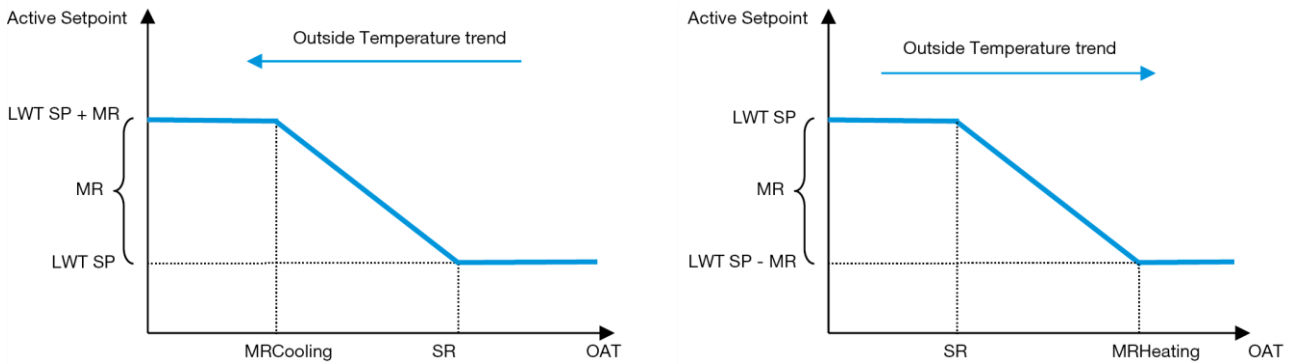 Active Setpoint
Outside Temperature trend
LWT SP + MR
MR
LWT SP
MRCooling
SR
OAT
Active Setpoint
Outside Temperature trend
LWT SP
MR
LWT SP - MR
SR
MRHeating
OAT